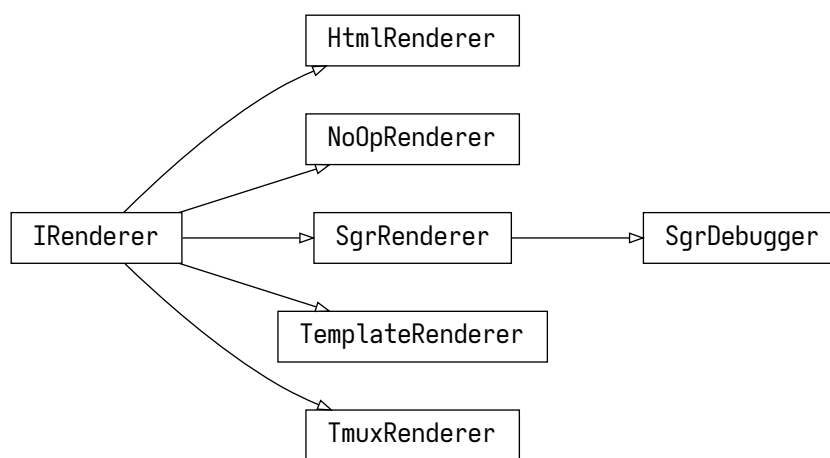 HtmlRenderer
NoOpRenderer
IRenderer
SgrRenderer
SgrDebugger
TemplateRenderer
TmuxRenderer